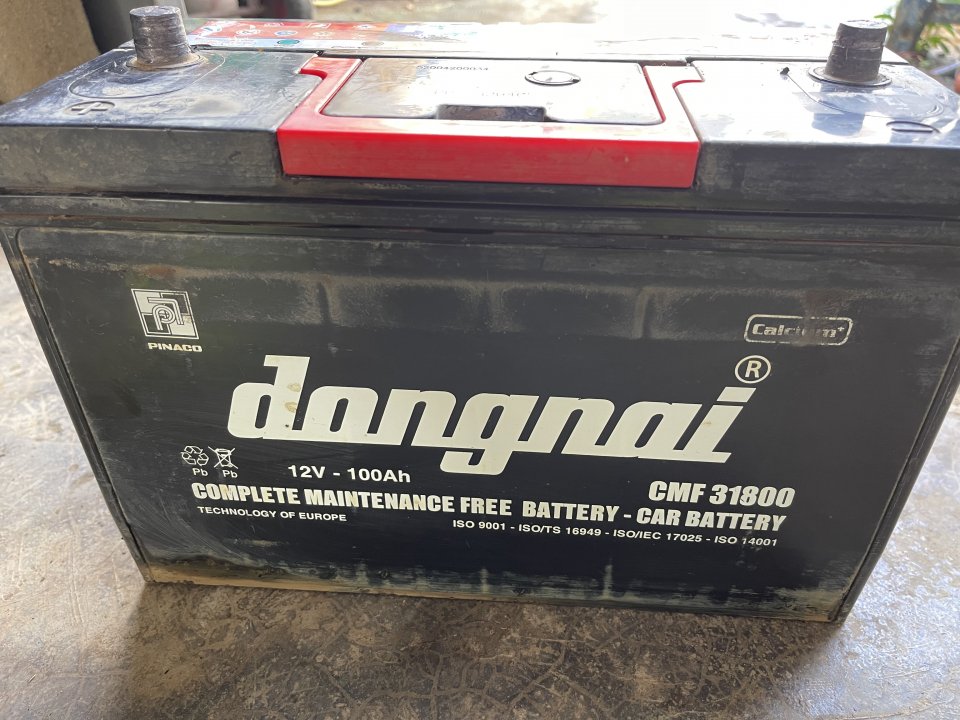 PINACO
Calcium+
dongnai®
Pb Pb
12V - 100Ah
CMF 31800
COMPLETE MAINTENANCE FREE BATTERY - CAR BATTERY
TECHNOLOGY OF EUROPE
ISO 9001 - ISO/TS 16949 - ISO/IEC 17025 - ISO 14001